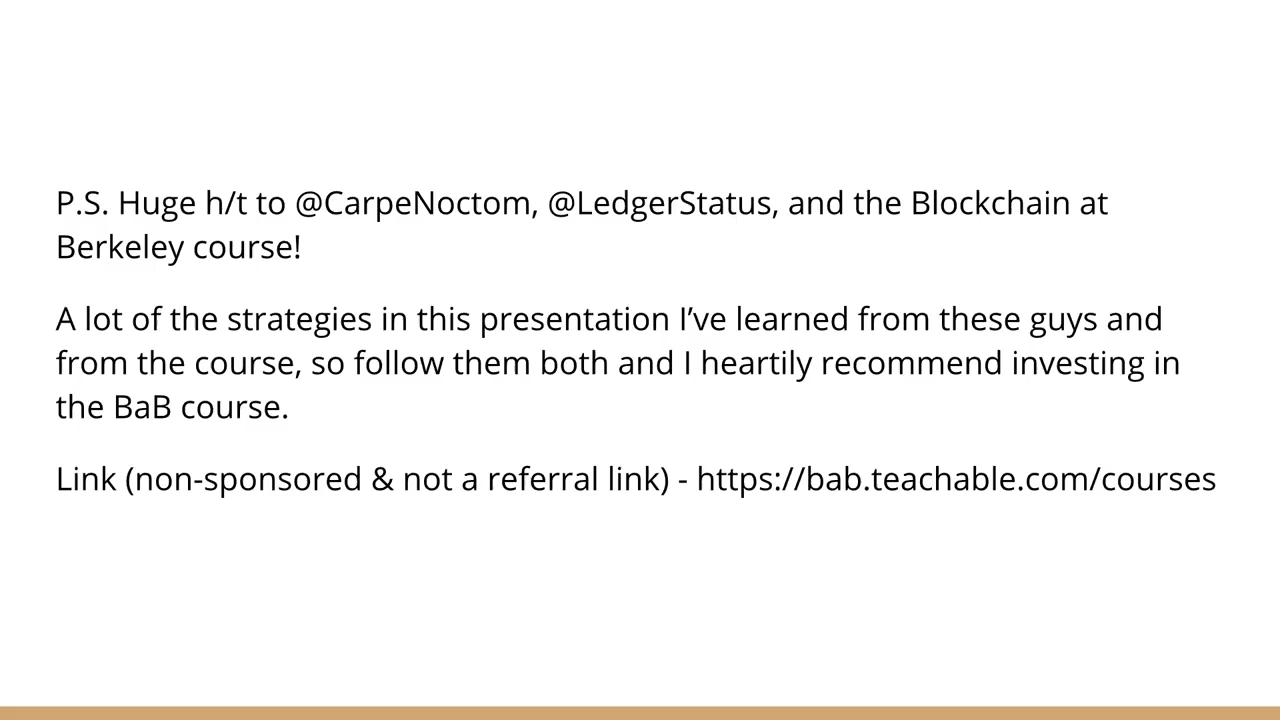 P.S. Huge h/t to @CarpeNoctom, @LedgerStatus, and the Blockchain at
Berkeley course!
A lot of the strategies in this presentation I’ve learned from these guys and
from the course, so follow them both and I heartily recommend investing in
the BaB course.
Link (non-sponsored & not a referral link) - https://bab.teachable.com/courses